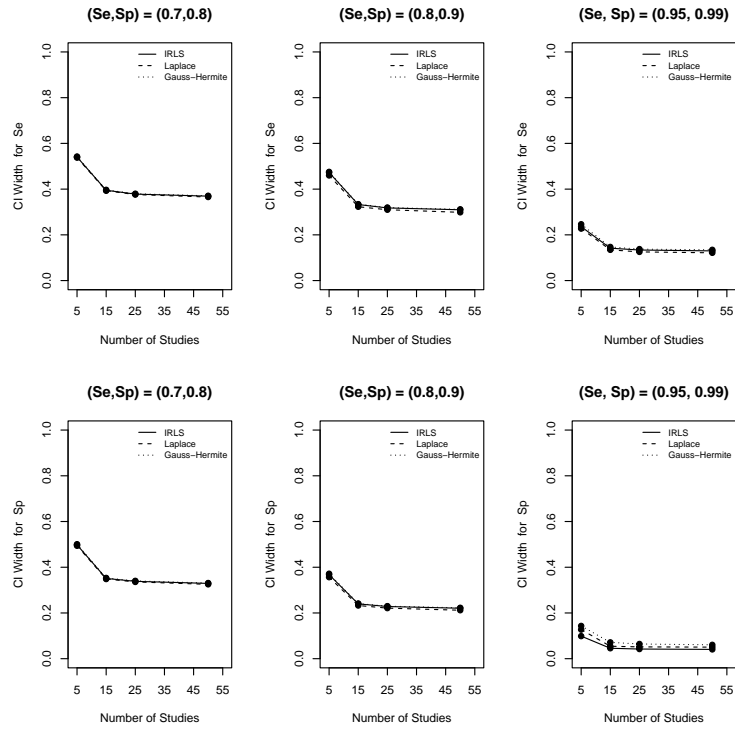 (Se,Sp) = (0.7,0.8)
IRLS
Laplace
Gauss−Hermite
CI Width for Se
1.0
0.8
0.6
0.4
0.2
0.0
5 15 25 35 45 55
Number of Studies
(Se,Sp) = (0.8,0.9)
IRLS
Laplace
Gauss−Hermite
CI Width for Se
1.0
0.8
0.6
0.4
0.2
0.0
5 15 25 35 45 55
Number of Studies
(Se, Sp) = (0.95, 0.99)
IRLS
Laplace
Gauss−Hermite
CI Width for Se
1.0
0.8
0.6
0.4
0.2
0.0
5 15 25 35 45 55
Number of Studies
(Se,Sp) = (0.7,0.8)
IRLS
Laplace
Gauss−Hermite
CI Width for Sp
1.0
0.8
0.6
0.4
0.2
0.0
5 15 25 35 45 55
Number of Studies
(Se,Sp) = (0.8,0.9)
IRLS
Laplace
Gauss−Hermite
CI Width for Sp
1.0
0.8
0.6
0.4
0.2
0.0
5 15 25 35 45 55
Number of Studies
(Se, Sp) = (0.95, 0.99)
IRLS
Laplace
Gauss−Hermite
CI Width for Sp
1.0
0.8
0.6
0.4
0.2
0.0
5 15 25 35 45 55
Number of Studies